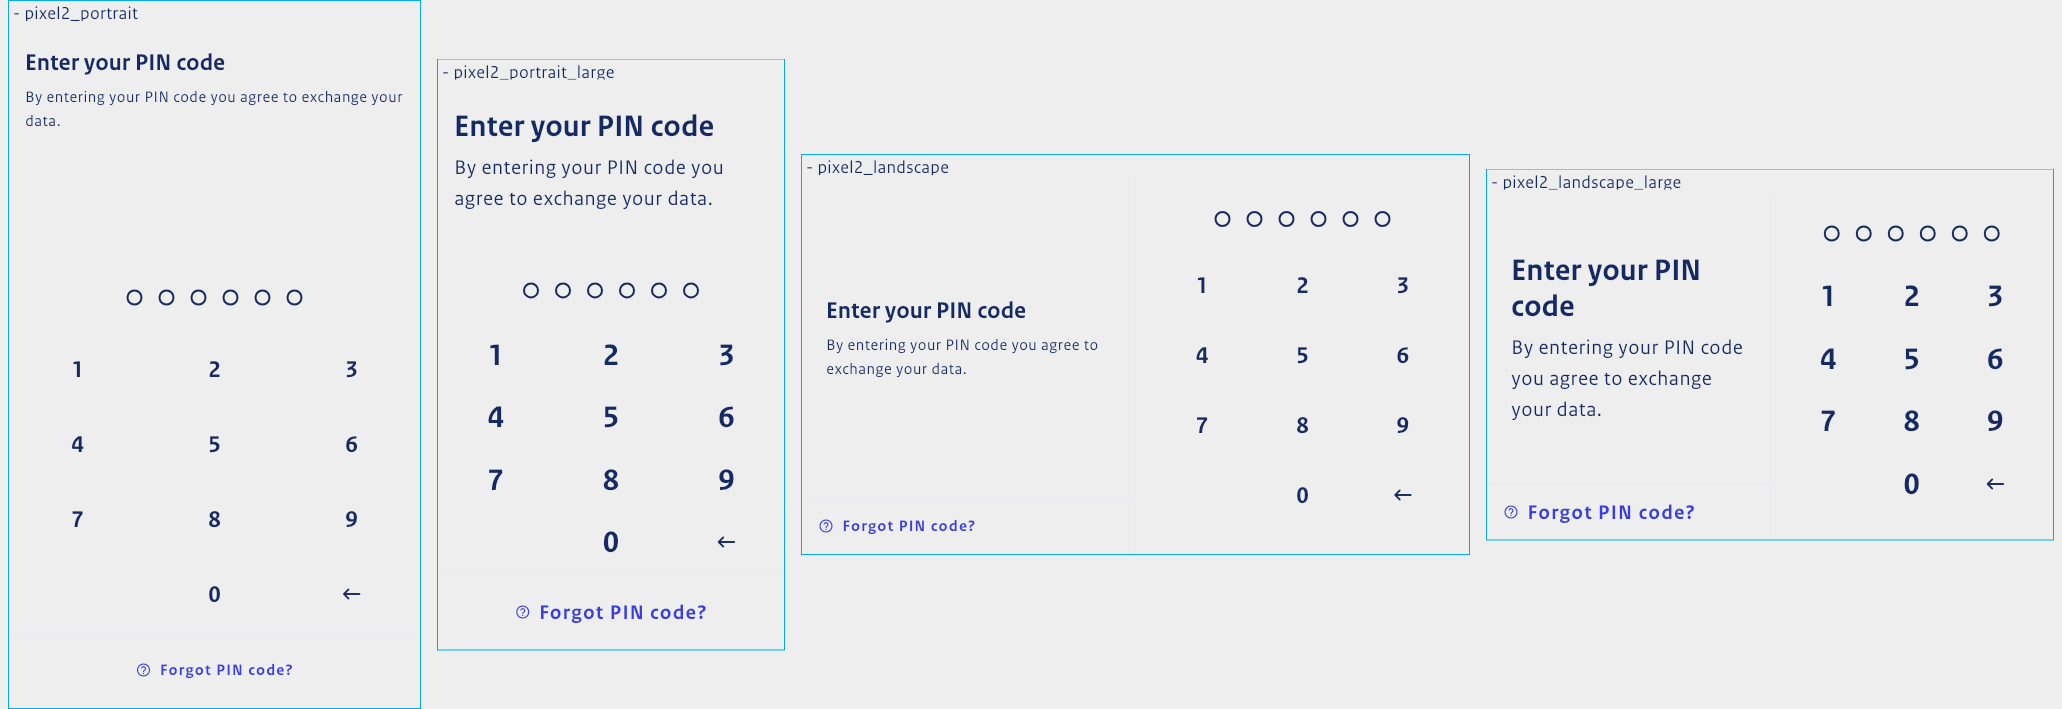 - pixel2_portrait
Enter your PIN code
By entering your PIN code you agree to exchange your
data.
1 2 3
4 5 6
7 8 9
0 ←
Forgot PIN code?
- pixel2_portrait_large
Enter your PIN code
By entering your PIN code you
agree to exchange your data.
1 2 3
4 5 6
7 8 9
0 ←
Forgot PIN code?
- pixel2_landscape
Enter your PIN code
By entering your PIN code you agree to
exchange your data.
Forgot PIN code?
1 2 3
4 5 6
7 8 9
0 ←
- pixel2_landscape_large
Enter your PIN
code
By entering your PIN code
you agree to exchange
your data.
Forgot PIN code?
1 2 3
4 5 6
7 8 9
0 ←